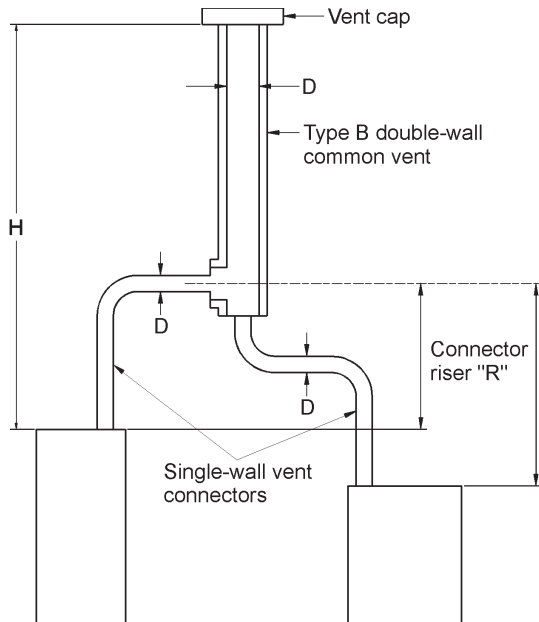 Vent cap
D
Type B double-wall
common vent
H
D
Connector
riser "R"
D
Single-wall vent
connectors